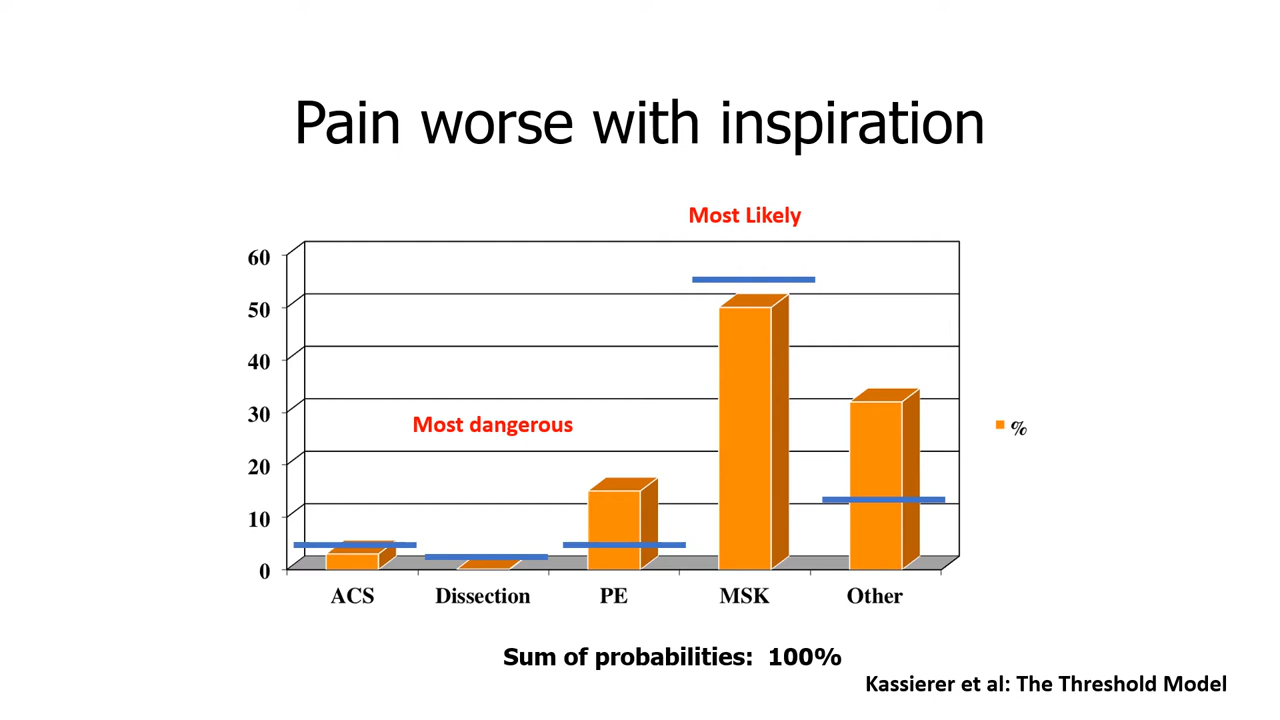 Pain worse with inspiration
Most Likely
Most dangerous
60
50
40
30
20
10
0
ACS Dissection PE MSK Other
%
Sum of probabilities: 100%
Kassierer et al: The Threshold Model